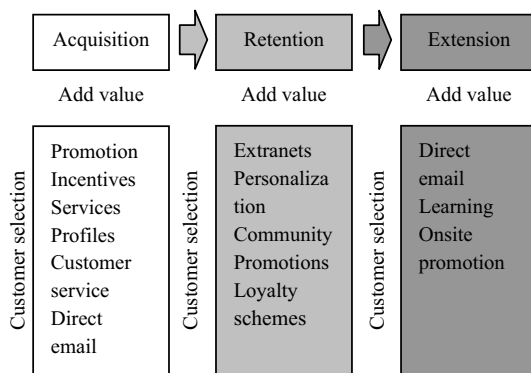 Acquisition
Retention
Extension
Add value
Add value
Add value
Customer selection
Promotion
Incentives
Services
Profiles
Customer
service
Direct
email
Customer selection
Extranets
Personaliza
tion
Community
Promotions
Loyalty
schemes
Customer selection
Direct
email
Learning
Onsite
promotion